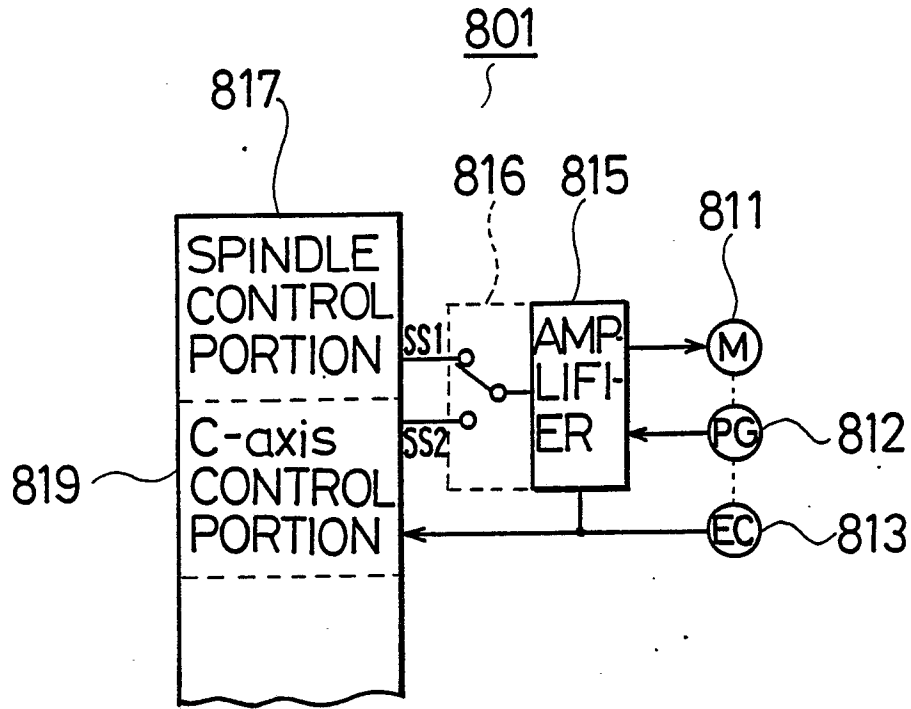 801
817
816
815
811
SPINDLE
CONTROL
PORTION
SS1
AMP-
LIFI-
ER
M
C-axis
CONTROL
PORTION
SS2
PG
812
819
EC
813